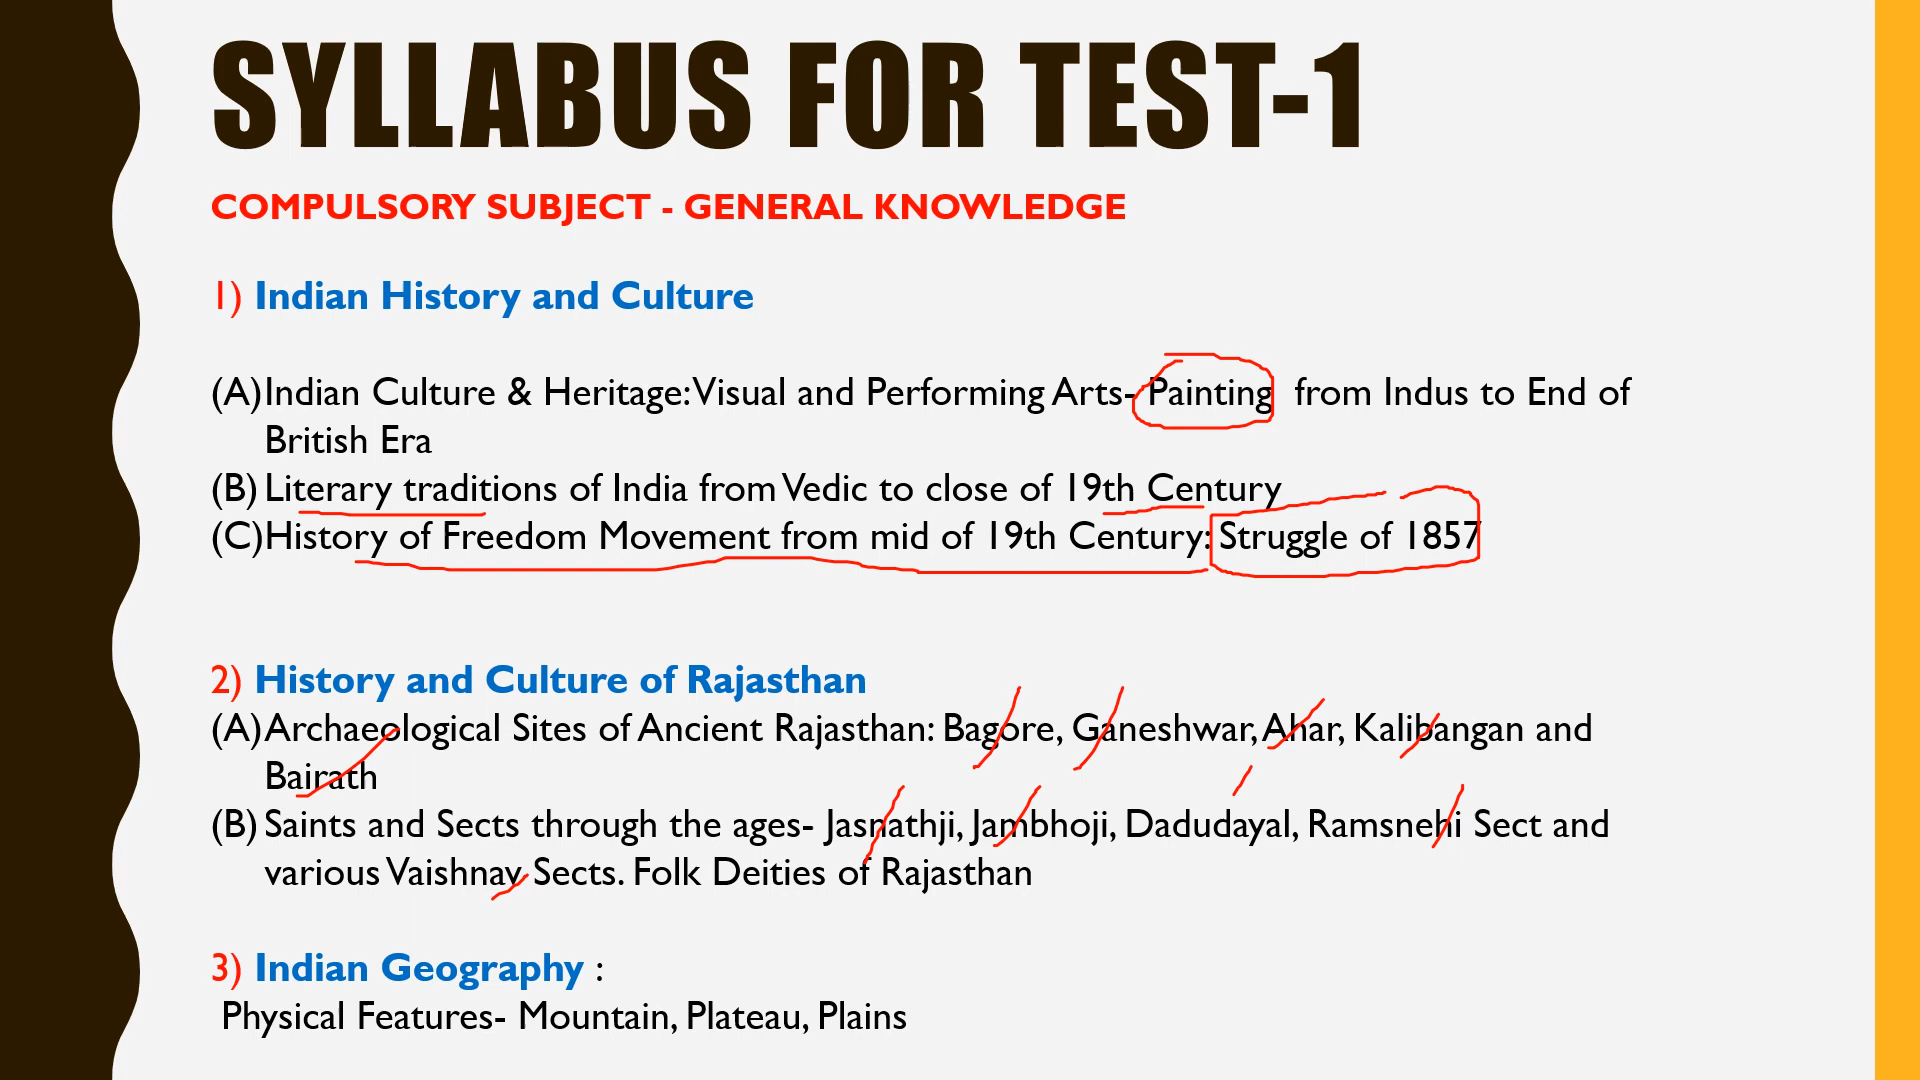 SYLLABUS FOR TEST-1
COMPULSORY SUBJECT - GENERAL KNOWLEDGE
1) Indian History and Culture
(A)Indian Culture & Heritage: Visual and Performing Arts- Painting from Indus to End of
British Era
(B) Literary traditions of India from Vedic to close of 19th Century
(C)History of Freedom Movement from mid of 19th Century: Struggle of 1857
2) History and Culture of Rajasthan
(A)Archaeological Sites of Ancient Rajasthan: Bagore, Ganeshwar, Ahar, Kalibangan and
Bairath
(B) Saints and Sects through the ages- Jasnathji, Jambhoji, Dadudayal, Ramsnehi Sect and
various Vaishnav Sects. Folk Deities of Rajasthan
3) Indian Geography :
Physical Features- Mountain, Plateau, Plains